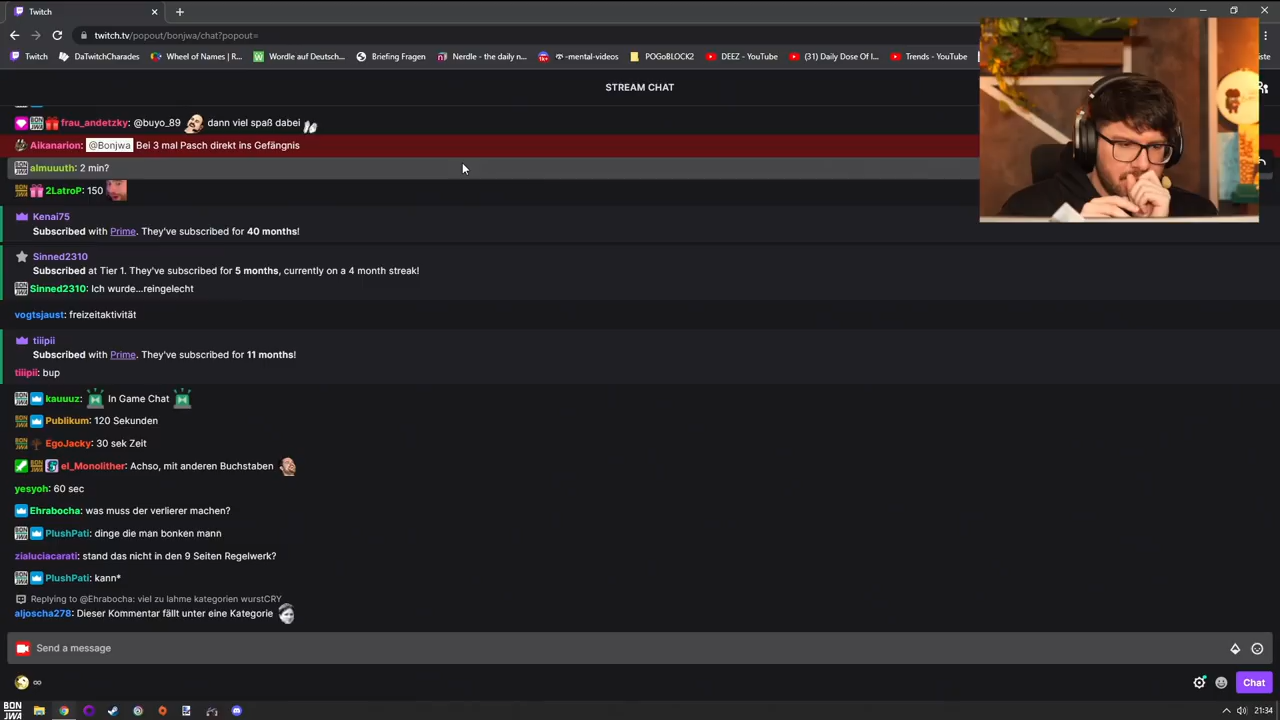 Twitch
twitch.tv/popout/bonjwa/chat?popout=
Twitch
DaTwitchCharades
Wheel of Names | R...
Wordle auf Deutsch...
Briefing Fragen
Nerdle - the daily n...
-mental-videos
POGoBLOCK2
DEEZ - YouTube
(31) Daily Dose Of I...
Trends - YouTube
STREAM CHAT
frau_andetzky: @buyo_89 dann viel spaß dabei
Aikanarion: @Bonjwa Bei 3 mal Pasch direkt ins Gefängnis
almuuuth: 2 min?
2LatroP: 150
Kenai75
Subscribed with Prime. They've subscribed for 40 months!
Sinned2310
Subscribed at Tier 1. They've subscribed for 5 months, currently on a 4 month streak!
Sinned2310: Ich wurde...reingelecht
vogtsjaust: freizeitaktivität
tiiipii
Subscribed with Prime. They've subscribed for 11 months!
tiiipii: bup
kauuuz: In Game Chat
Publikum: 120 Sekunden
EgoJacky: 30 sek Zeit
el_Monolither: Achso, mit anderen Buchstaben
yesyoh: 60 sec
Ehrabocha: was muss der verlierer machen?
PlushPati: dinge die man bonken mann
zialuciacarati: stand das nicht in den 9 Seiten Regelwerk?
PlushPati: kann*
Replying to @Ehrabocha: viel zu lahme kategorien wurstCRY
aljoscha278: Dieser Kommentar fällt unter eine Kategorie
Send a message
∞
Chat
BON
JWA
21:34